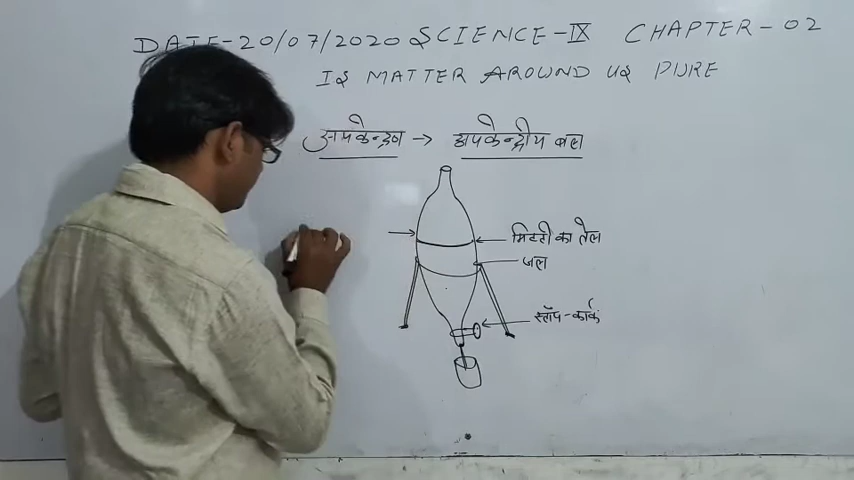 DATE-20/07/2020 SCIENCE-IX CHAPTER-02
IS MATTER AROUND US PURE
अपकेन्द्रण → अपकेन्द्रीय बल
मिट्टी का तेल
जल
स्टॉप-कॉर्क